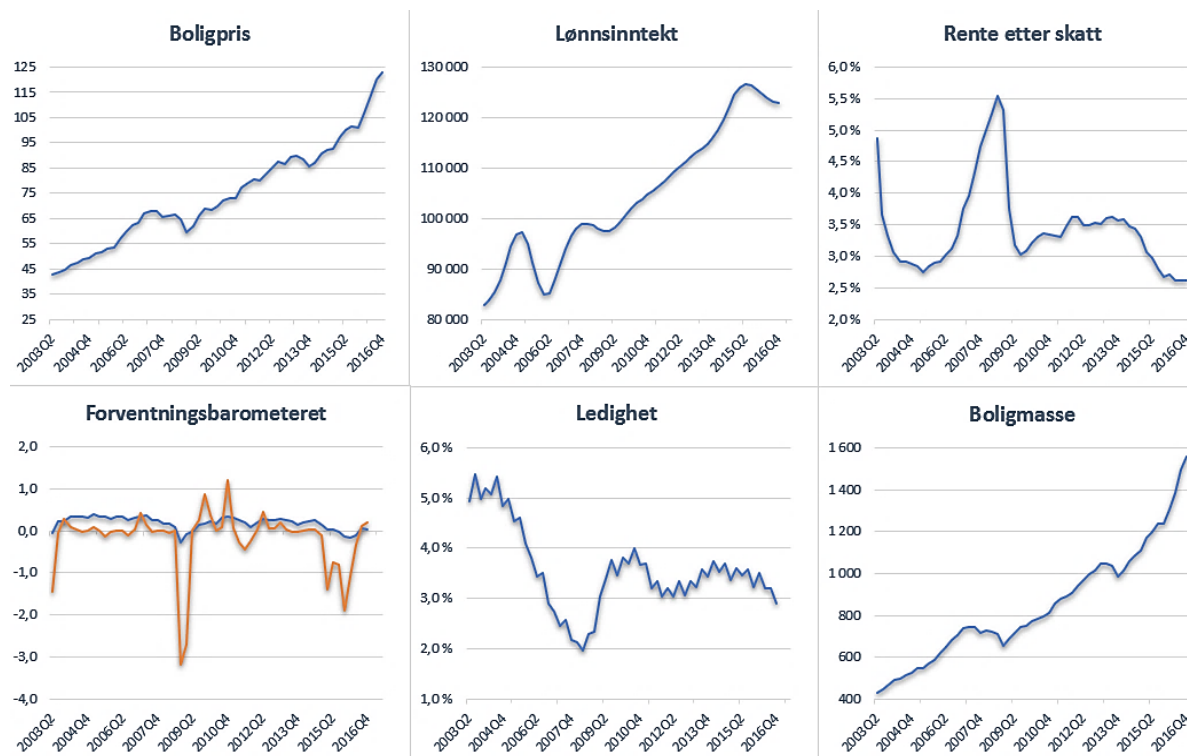 Boligpris
125
115
105
95
85
75
65
55
45
35
25
2003Q2
2004Q4
2006Q2
2007Q4
2009Q2
2010Q4
2012Q2
2013Q4
2015Q2
2016Q4
Lønnsinntekt
130 000
120 000
110 000
100 000
90 000
80 000
2003Q2
2004Q4
2006Q2
2007Q4
2009Q2
2010Q4
2012Q2
2013Q4
2015Q2
2016Q4
Rente etter skatt
6,0 %
5,5 %
5,0 %
4,5 %
4,0 %
3,5 %
3,0 %
2,5 %
2,0 %
2003Q2
2004Q4
2006Q2
2007Q4
2009Q2
2010Q4
2012Q2
2013Q4
2015Q2
2016Q4
Forventningsbarometeret
2,0
1,0
0,0
-1,0
-2,0
-3,0
-4,0
2003Q2
2004Q4
2006Q2
2007Q4
2009Q2
2010Q4
2012Q2
2013Q4
2015Q2
2016Q4
Ledighet
6,0 %
5,0 %
4,0 %
3,0 %
2,0 %
1,0 %
2003Q2
2004Q4
2006Q2
2007Q4
2009Q2
2010Q4
2012Q2
2013Q4
2015Q2
2016Q4
Boligmasse
1 600
1 400
1 200
1 000
800
600
400
2003Q2
2004Q4
2006Q2
2007Q4
2009Q2
2010Q4
2012Q2
2013Q4
2015Q2
2016Q4